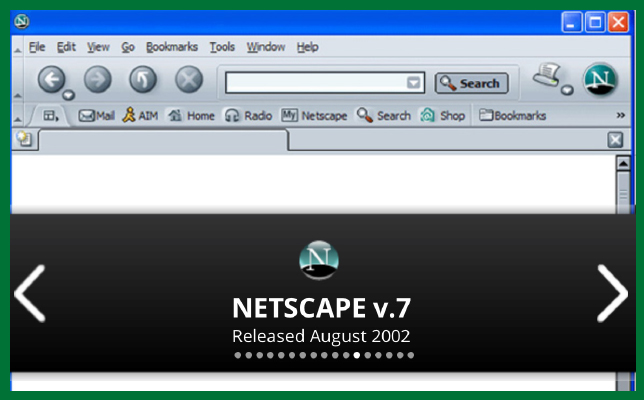 File Edit View Go Bookmarks Tools Window Help
Search
N
Mail AIM Home Radio My Netscape Search Shop Bookmarks
N
NETSCAPE v.7
Released August 2002